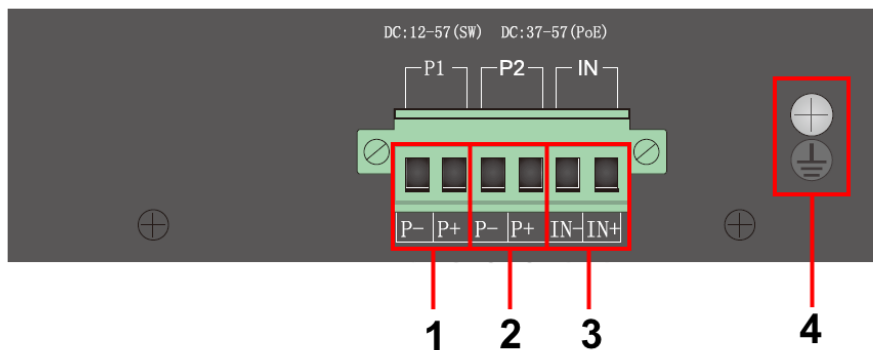 DC:12-57(SW) DC:37-57(PoE)
P1 P2 IN
P- P+ P- P+ IN- IN+
1 2 3 4